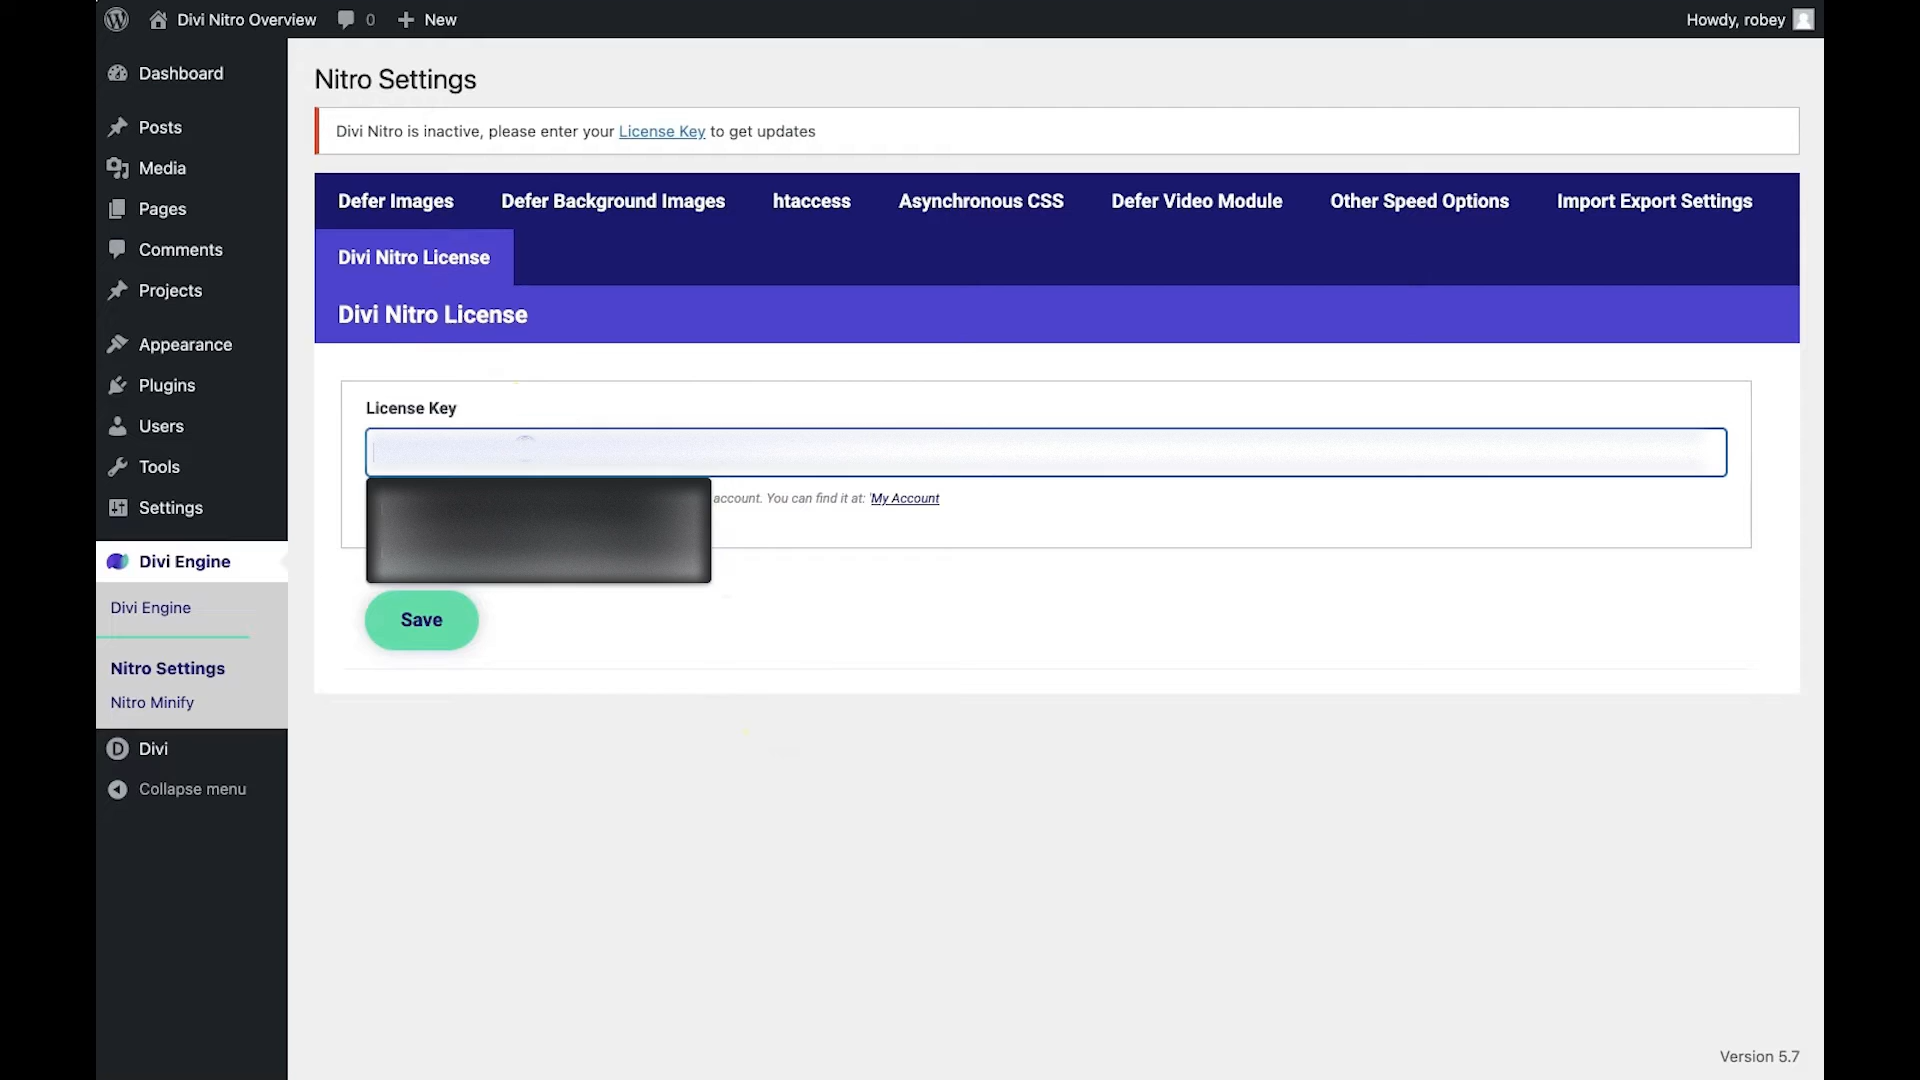 Divi Nitro Overview
0
New
Howdy, robey
Dashboard
Posts
Media
Pages
Comments
Projects
Appearance
Plugins
Users
Tools
Settings
Divi Engine
Divi Engine
Nitro Settings
Nitro Minify
Divi
Collapse menu
Nitro Settings
Divi Nitro is inactive, please enter your License Key to get updates
Defer Images
Defer Background Images
htaccess
Asynchronous CSS
Defer Video Module
Other Speed Options
Import Export Settings
Divi Nitro License
Divi Nitro License
License Key
account. You can find it at: 'My Account
Save
Version 5.7